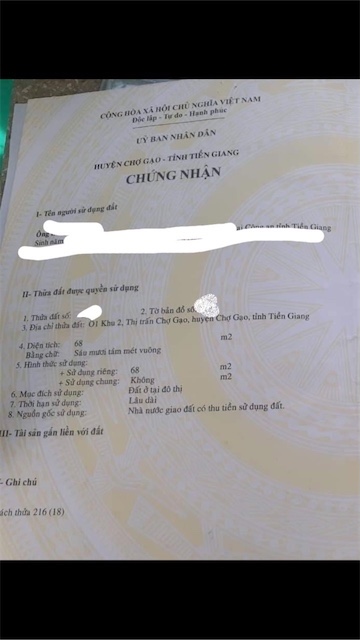 CỘNG HÒA XÃ HỘI CHỦ NGHĨA VIỆT NAM
Độc lập - Tự do - Hạnh phúc
UỶ BAN NHÂN DÂN
HUYỆN CHỢ GẠO - TỈNH TIỀN GIANG
CHỨNG NHẬN
I- Tên người sử dụng đất
Ông
Công an tỉnh Tiền Giang
Sinh năm
II- Thửa đất được quyền sử dụng
1. Thửa đất số:
2. Tờ bản đồ số
3. Địa chỉ thửa đất: Ô1 Khu 2, Thị trấn Chợ Gạo, huyện Chợ Gạo, tỉnh Tiền Giang
4. Diện tích: 68 m2
Bằng chữ: Sáu mươi tám mét vuông
5. Hình thức sử dụng:
+ Sử dụng riêng: 68 m2
+ Sử dụng chung: Không m2
6. Mục đích sử dụng: Đất ở tại đô thị
7. Thời hạn sử dụng: Lâu dài
8. Nguồn gốc sử dụng: Nhà nước giao đất có thu tiền sử dụng đất.
III- Tài sản gắn liền với đất
- Ghi chú
ách thửa 216 (18)